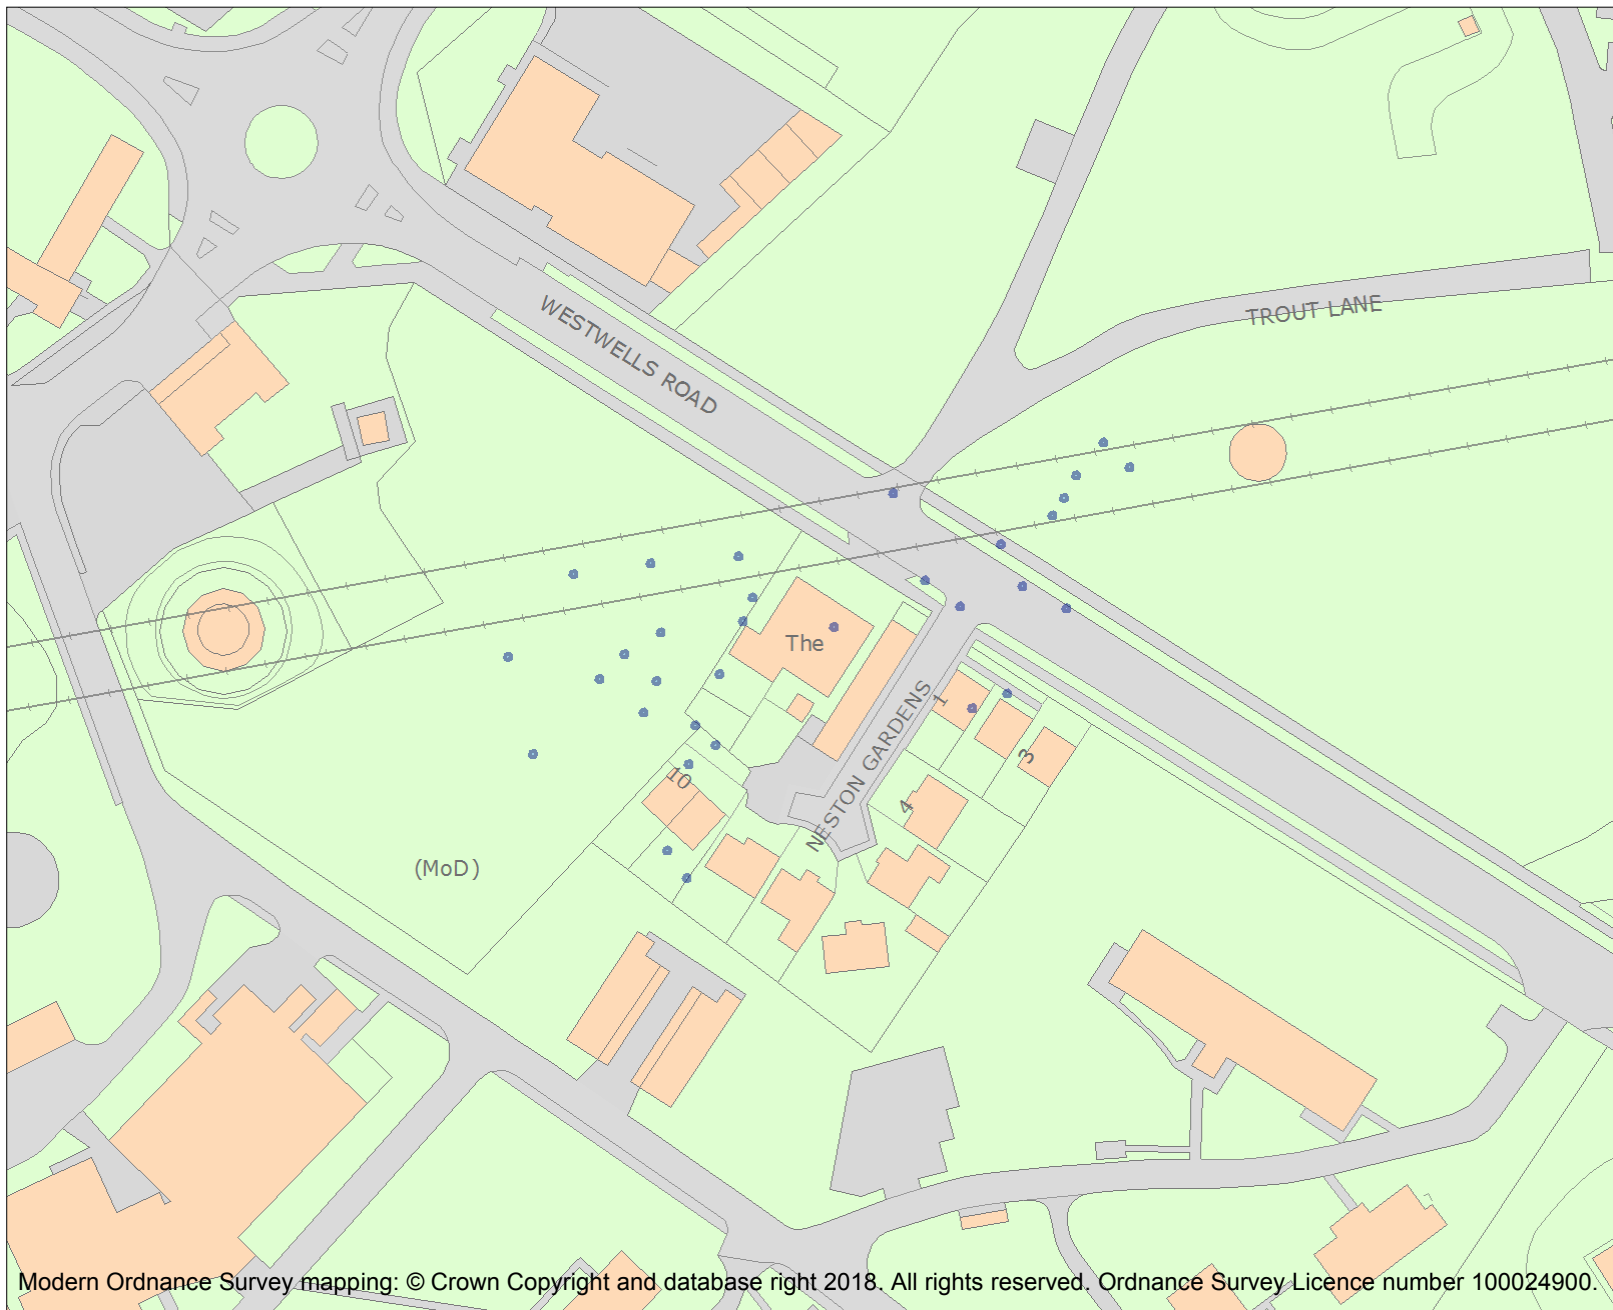 WESTWELLS ROAD
TROUT LANE
The
NESTON GARDENS
1
3
4
10
(MoD)
Modern Ordnance Survey mapping: © Crown Copyright and database right 2018. All rights reserved. Ordnance Survey Licence number 100024900.